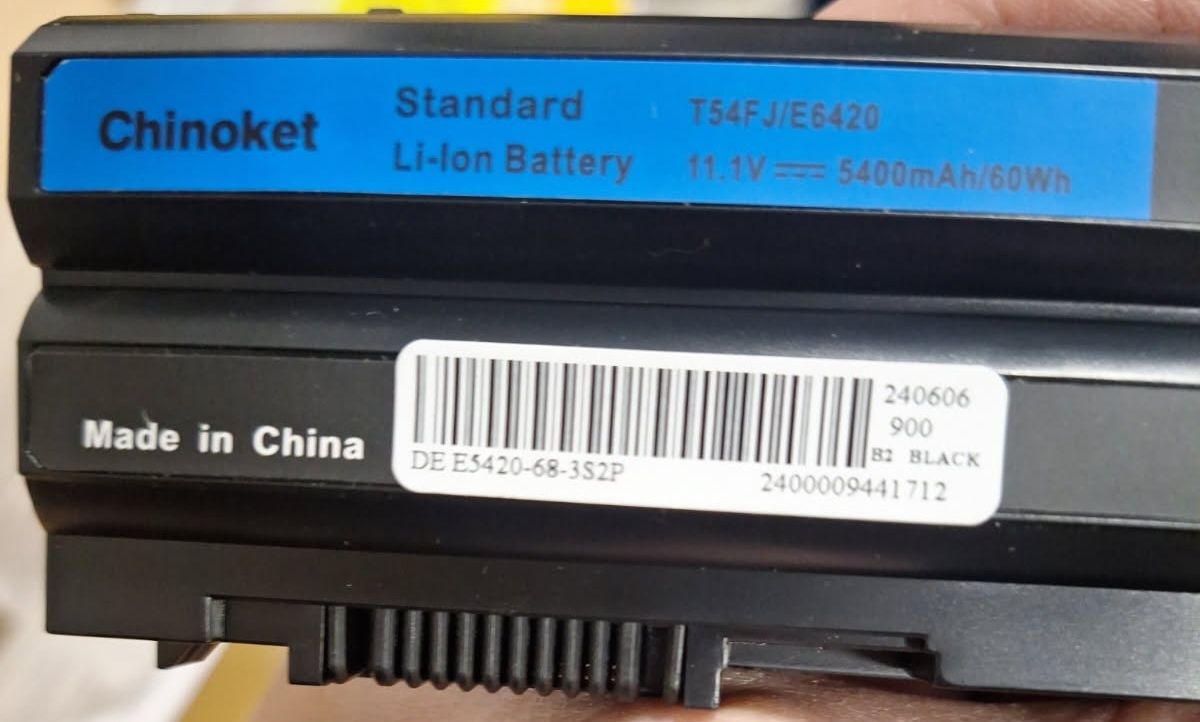 Chinoket
Standard
Li-Ion Battery
T54FJ/E6420
11.1V ⎓ 5400mAh/60Wh
Made in China
240606
900
B2 BLACK
DE E5420-68-3S2P
2400009441712